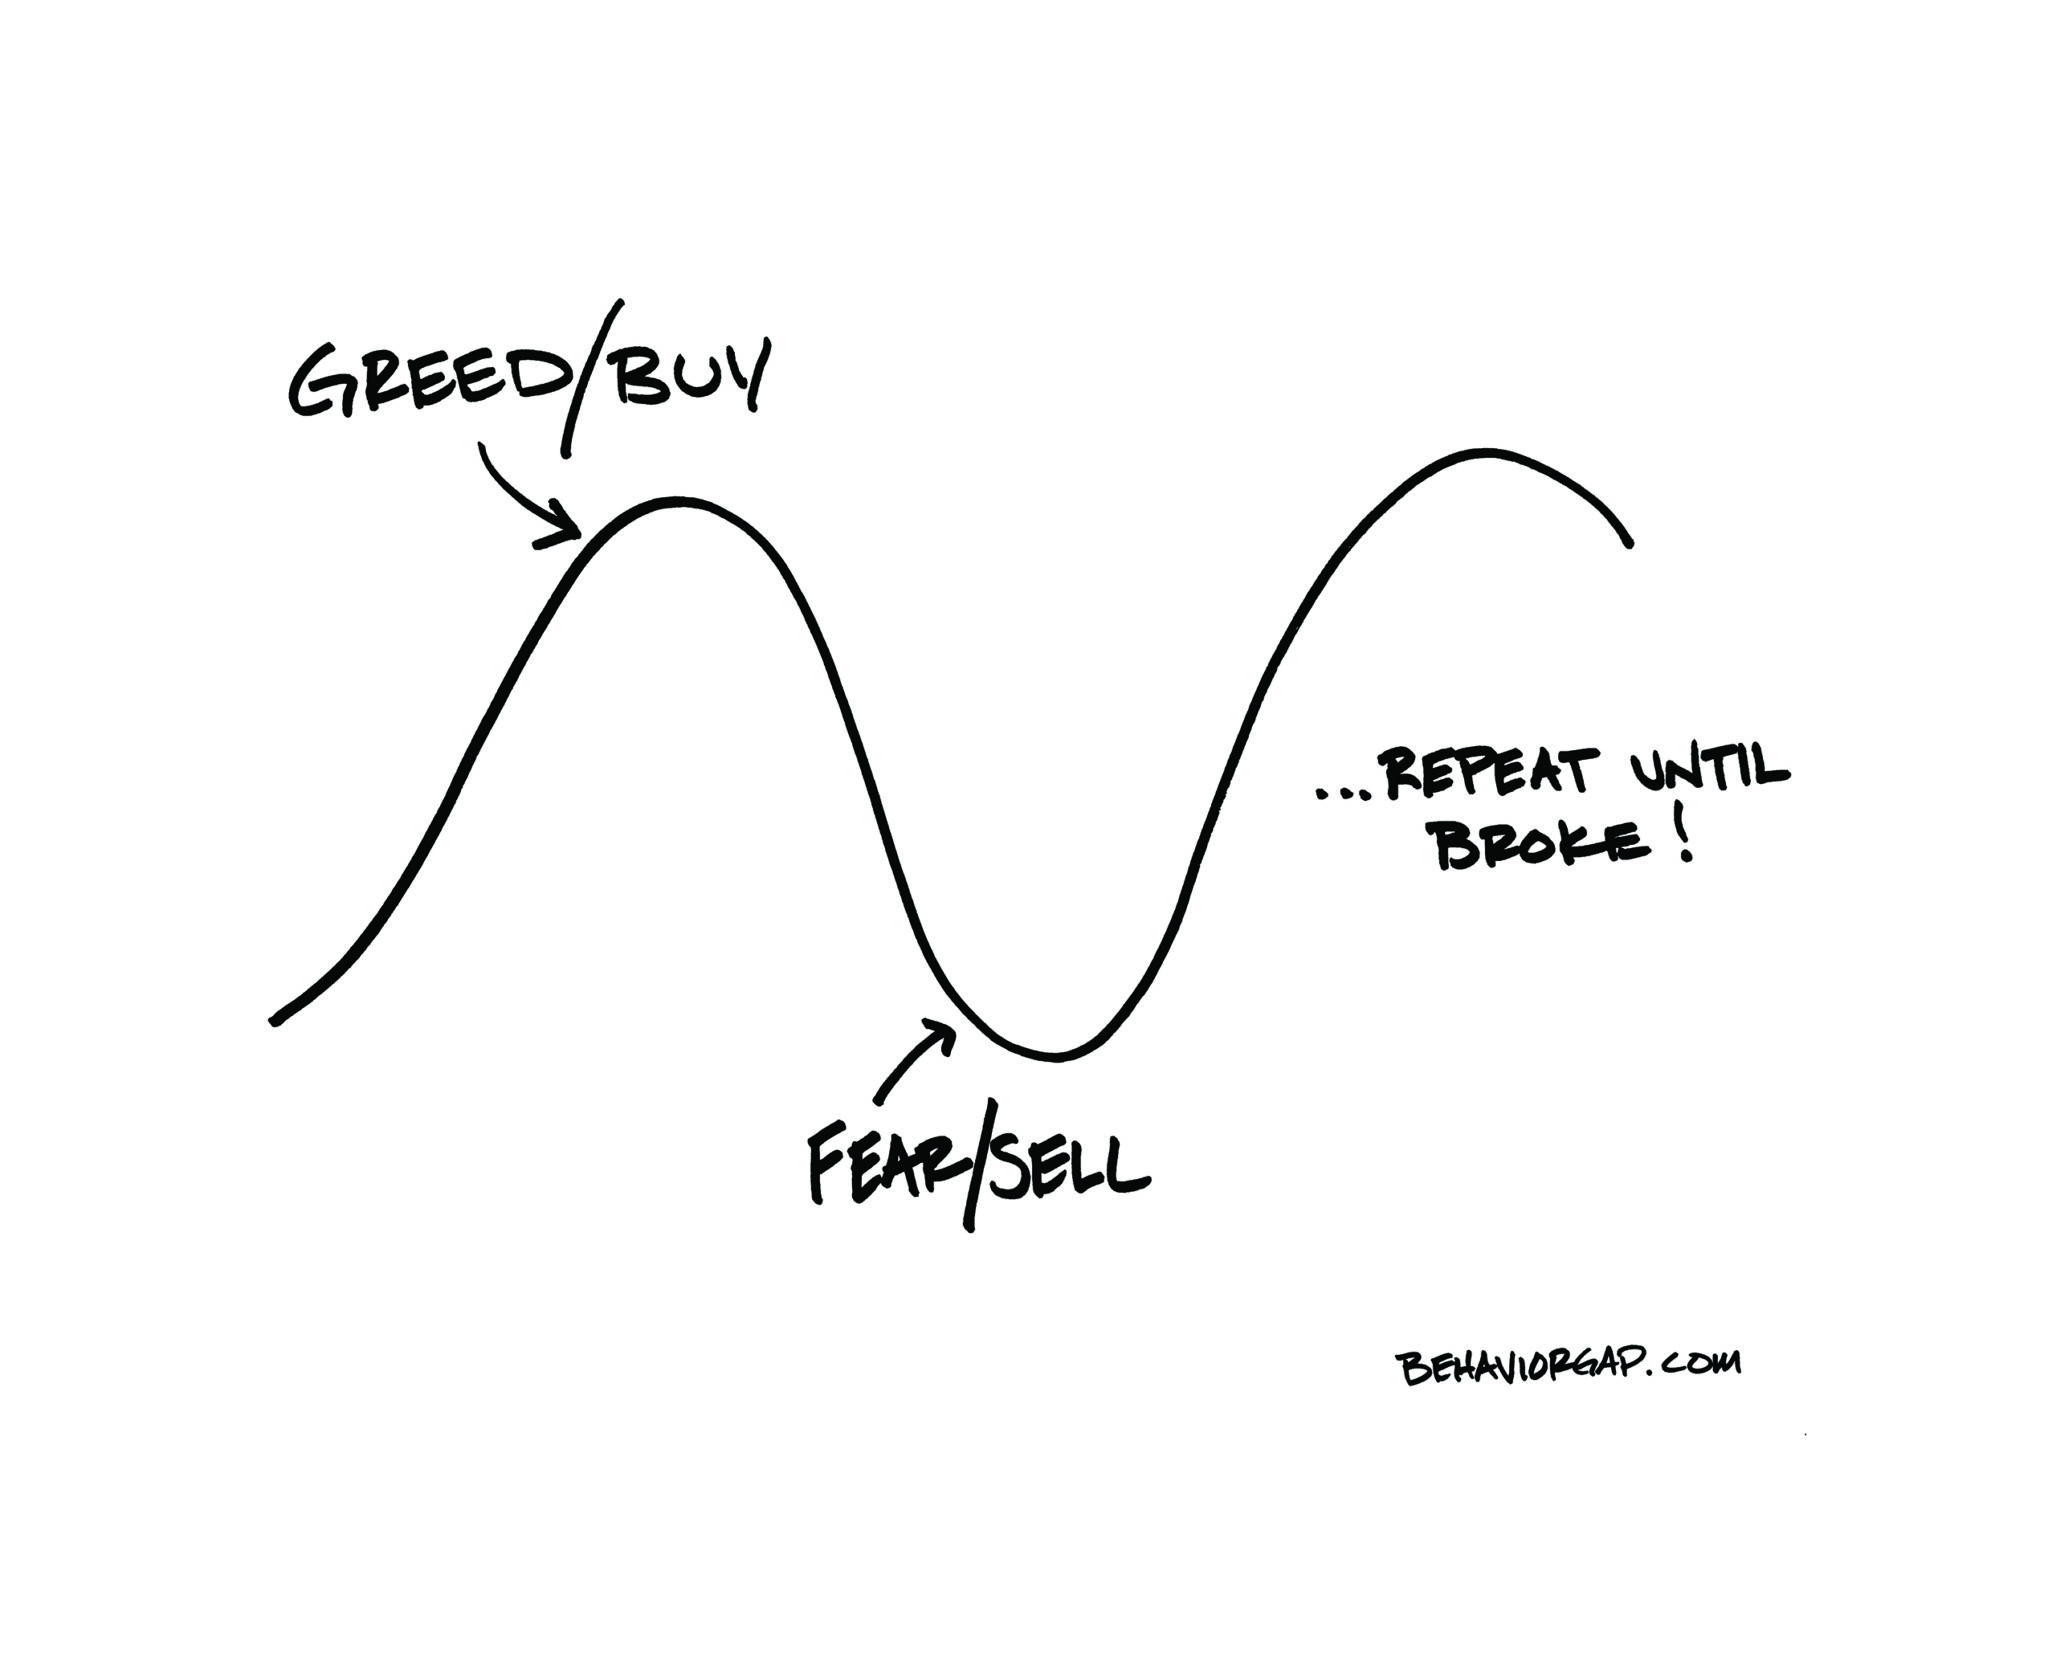 GREED/BUY
...REPEAT UNTIL
BROKE!
FEAR/SELL
BEHAVIORGAP.COM